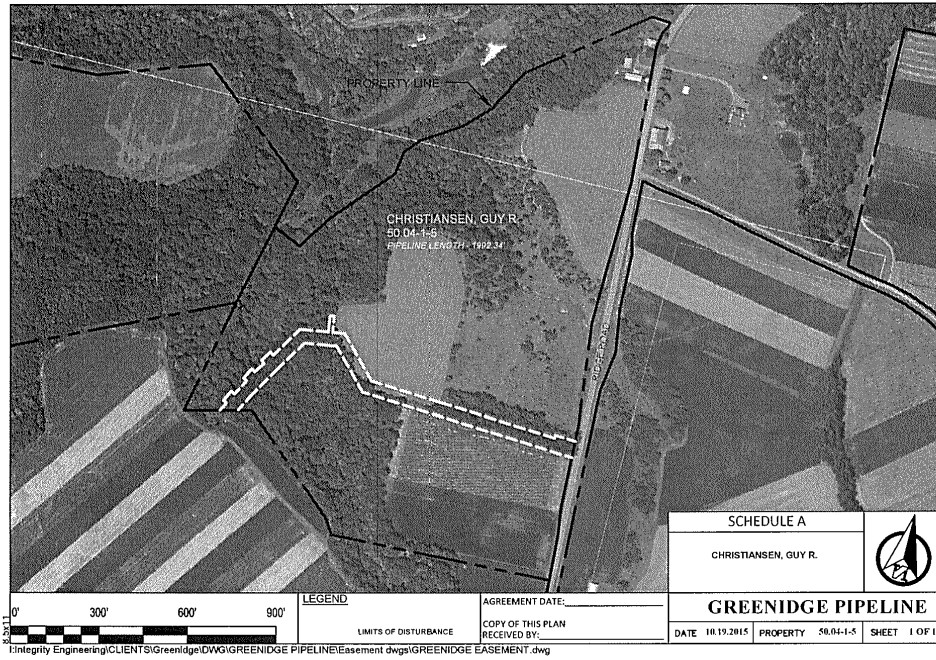 PROPERTY LINE
CHRISTIANSEN, GUY R.
50.04-1-5
PIPELINE LENGTH - 1992.34'
SCHEDULE A
CHRISTIANSEN, GUY R.
GREENIDGE PIPELINE
DATE 10.19.2015 PROPERTY 50.04-1-5 SHEET 1 OF 1
0' 300' 600' 900'
8.5x11
LEGEND
LIMITS OF DISTURBANCE
AGREEMENT DATE:
COPY OF THIS PLAN
RECEIVED BY:
I:\Integrity Engineering\CLIENTS\Greenidge\DWG\GREENIDGE PIPELINE\Easement dwgs\GREENIDGE EASEMENT.dwg